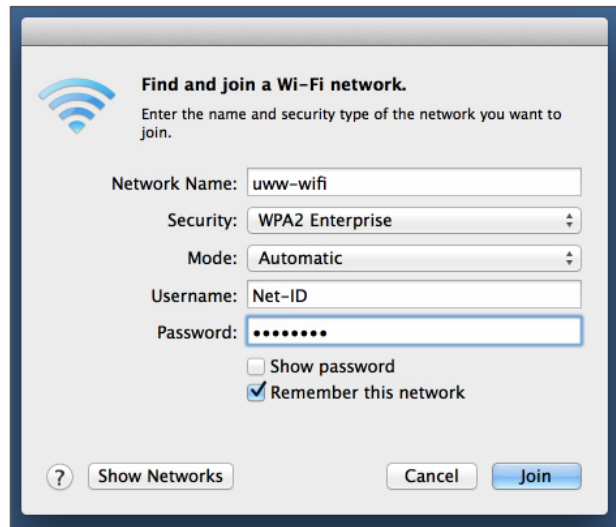 Find and join a Wi-Fi network.
Enter the name and security type of the network you want to
join.
Network Name: uww-wifi
Security: WPA2 Enterprise
Mode: Automatic
Username: Net-ID
Password: ••••••••
Show password
Remember this network
? Show Networks Cancel Join